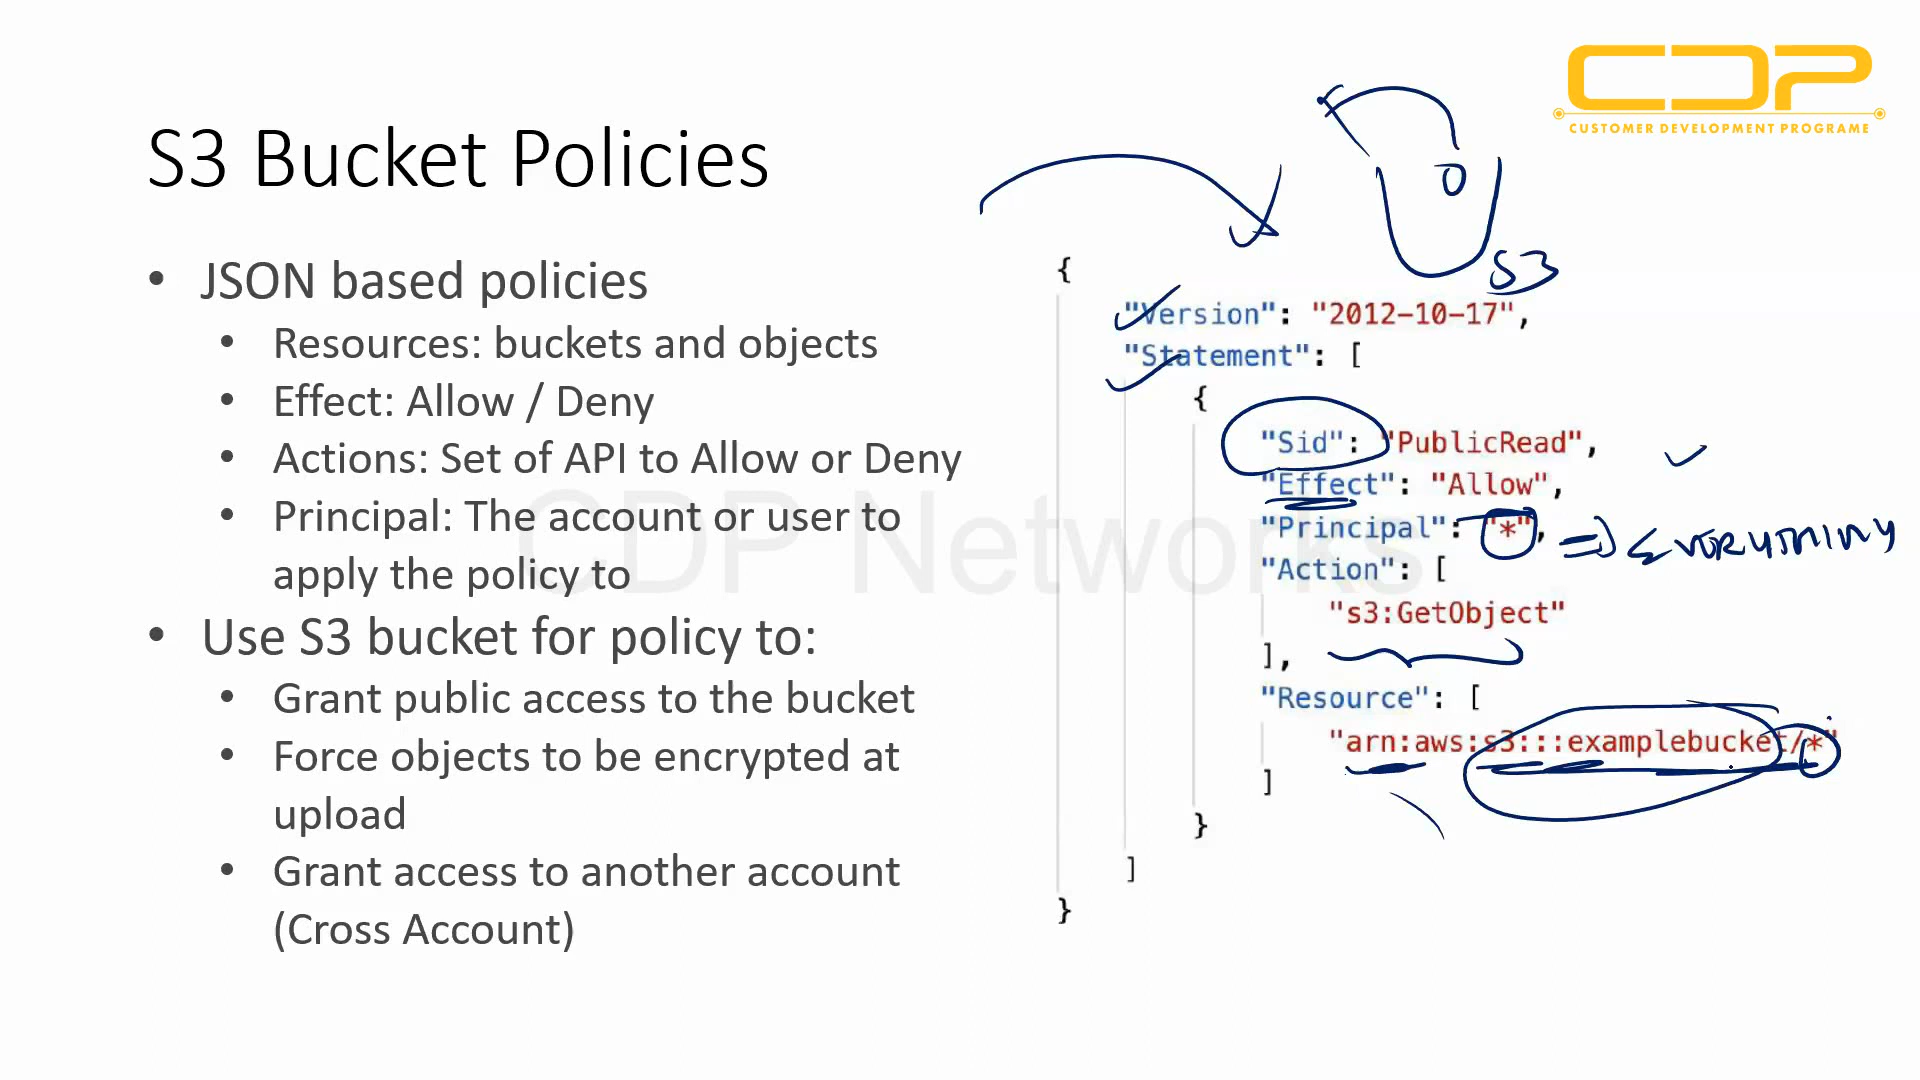 CDP
CUSTOMER DEVELOPMENT PROGRAME
S3 Bucket Policies
• JSON based policies
• Resources: buckets and objects
• Effect: Allow / Deny
• Actions: Set of API to Allow or Deny
• Principal: The account or user to
apply the policy to
• Use S3 bucket for policy to:
• Grant public access to the bucket
• Force objects to be encrypted at
upload
• Grant access to another account
(Cross Account)
O
S3
{
"Version": "2012-10-17",
"Statement": [
{
"Sid": "PublicRead",
"Effect": "Allow",
"Principal": "*", => 
"Action": [
"s3:GetObject"
],
"Resource": [
"arn:aws:s3:::examplebucket/*"
]
}
]
}
CDP Networks